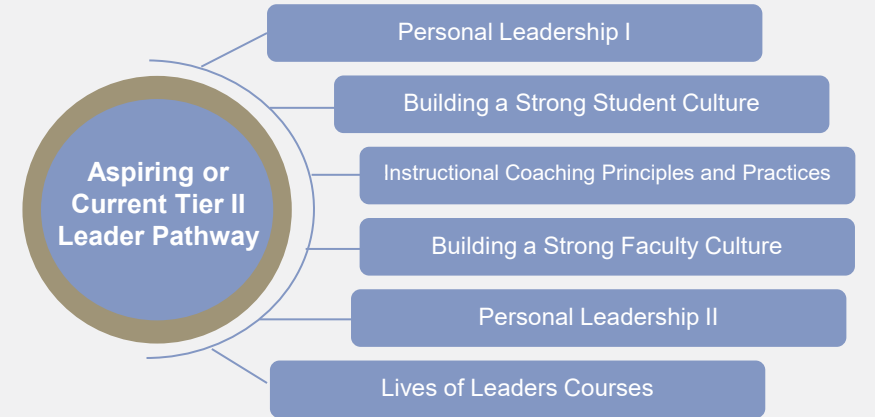 Personal Leadership I
Building a Strong Student Culture
Aspiring or
Current Tier II
Leader Pathway
Instructional Coaching Principles and Practices
Building a Strong Faculty Culture
Personal Leadership II
Lives of Leaders Courses